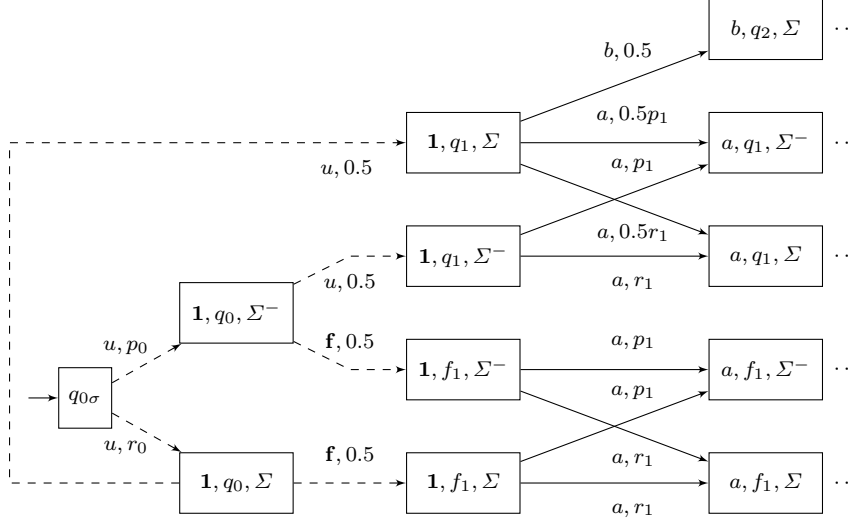 b, q₂, Σ ⋯
b, 0.5
a, 0.5p₁
𝟏, q₁, Σ
a, q₁, Σ⁻ ⋯
u, 0.5
a, p₁
a, 0.5r₁
𝟏, q₁, Σ⁻
a, q₁, Σ ⋯
u, 0.5
a, r₁
𝟏, q₀, Σ⁻
u, p₀
𝐟, 0.5
a, p₁
𝟏, f₁, Σ⁻
a, f₁, Σ⁻ ⋯
q₀σ
a, p₁
u, r₀
𝐟, 0.5
a, r₁
𝟏, q₀, Σ
𝟏, f₁, Σ
a, f₁, Σ ⋯
a, r₁